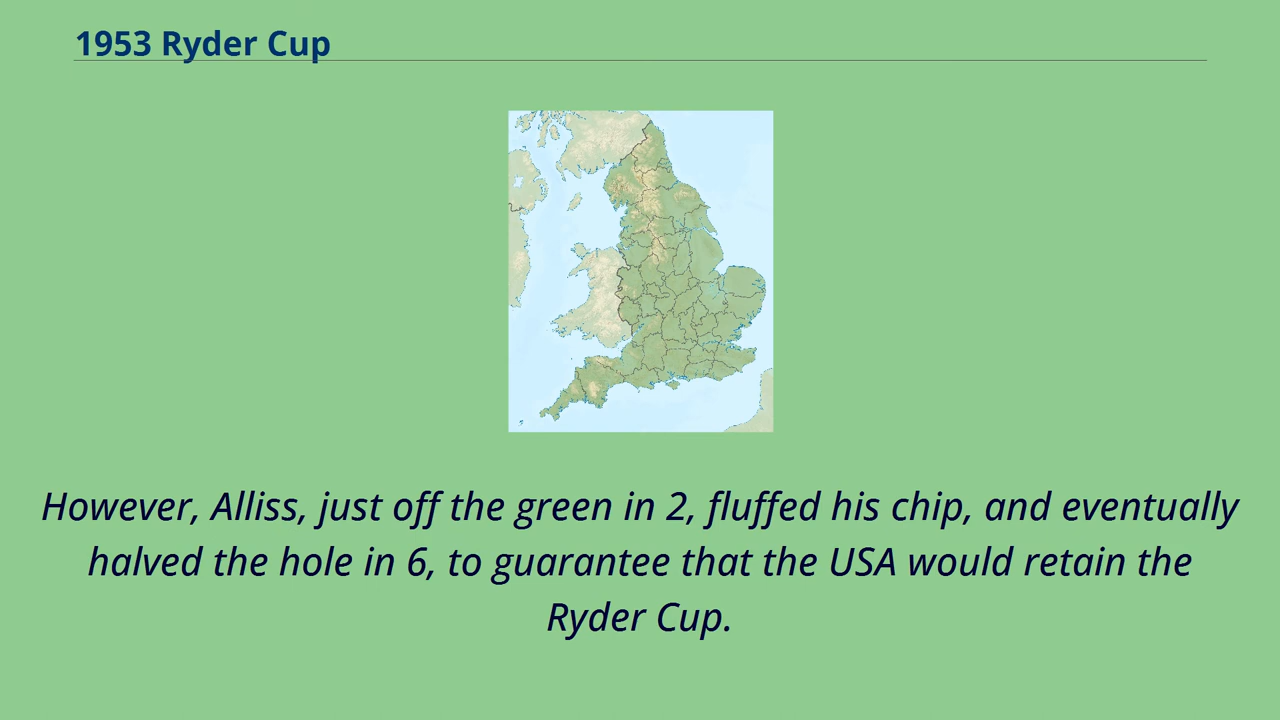 1953 Ryder Cup
However, Alliss, just off the green in 2, fluffed his chip, and eventually
halved the hole in 6, to guarantee that the USA would retain the
Ryder Cup.